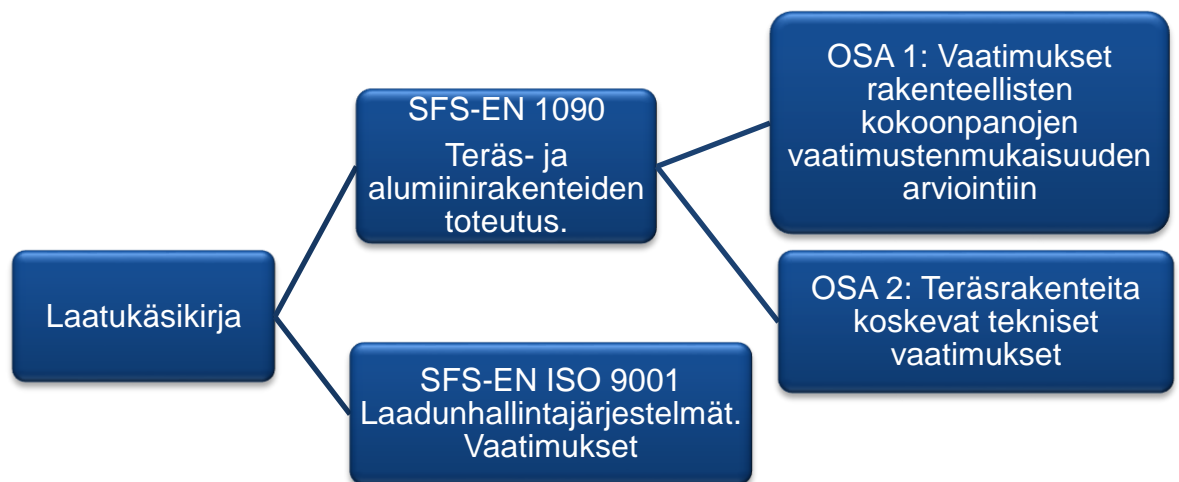 Laatukäsikirja
SFS-EN 1090
Teräs- ja
alumiinirakenteiden
toteutus.
OSA 1: Vaatimukset
rakenteellisten
kokoonpanojen
vaatimustenmukaisuuden
arviointiin
OSA 2: Teräsrakenteita
koskevat tekniset
vaatimukset
SFS-EN ISO 9001
Laadunhallintajärjestelmät.
Vaatimukset